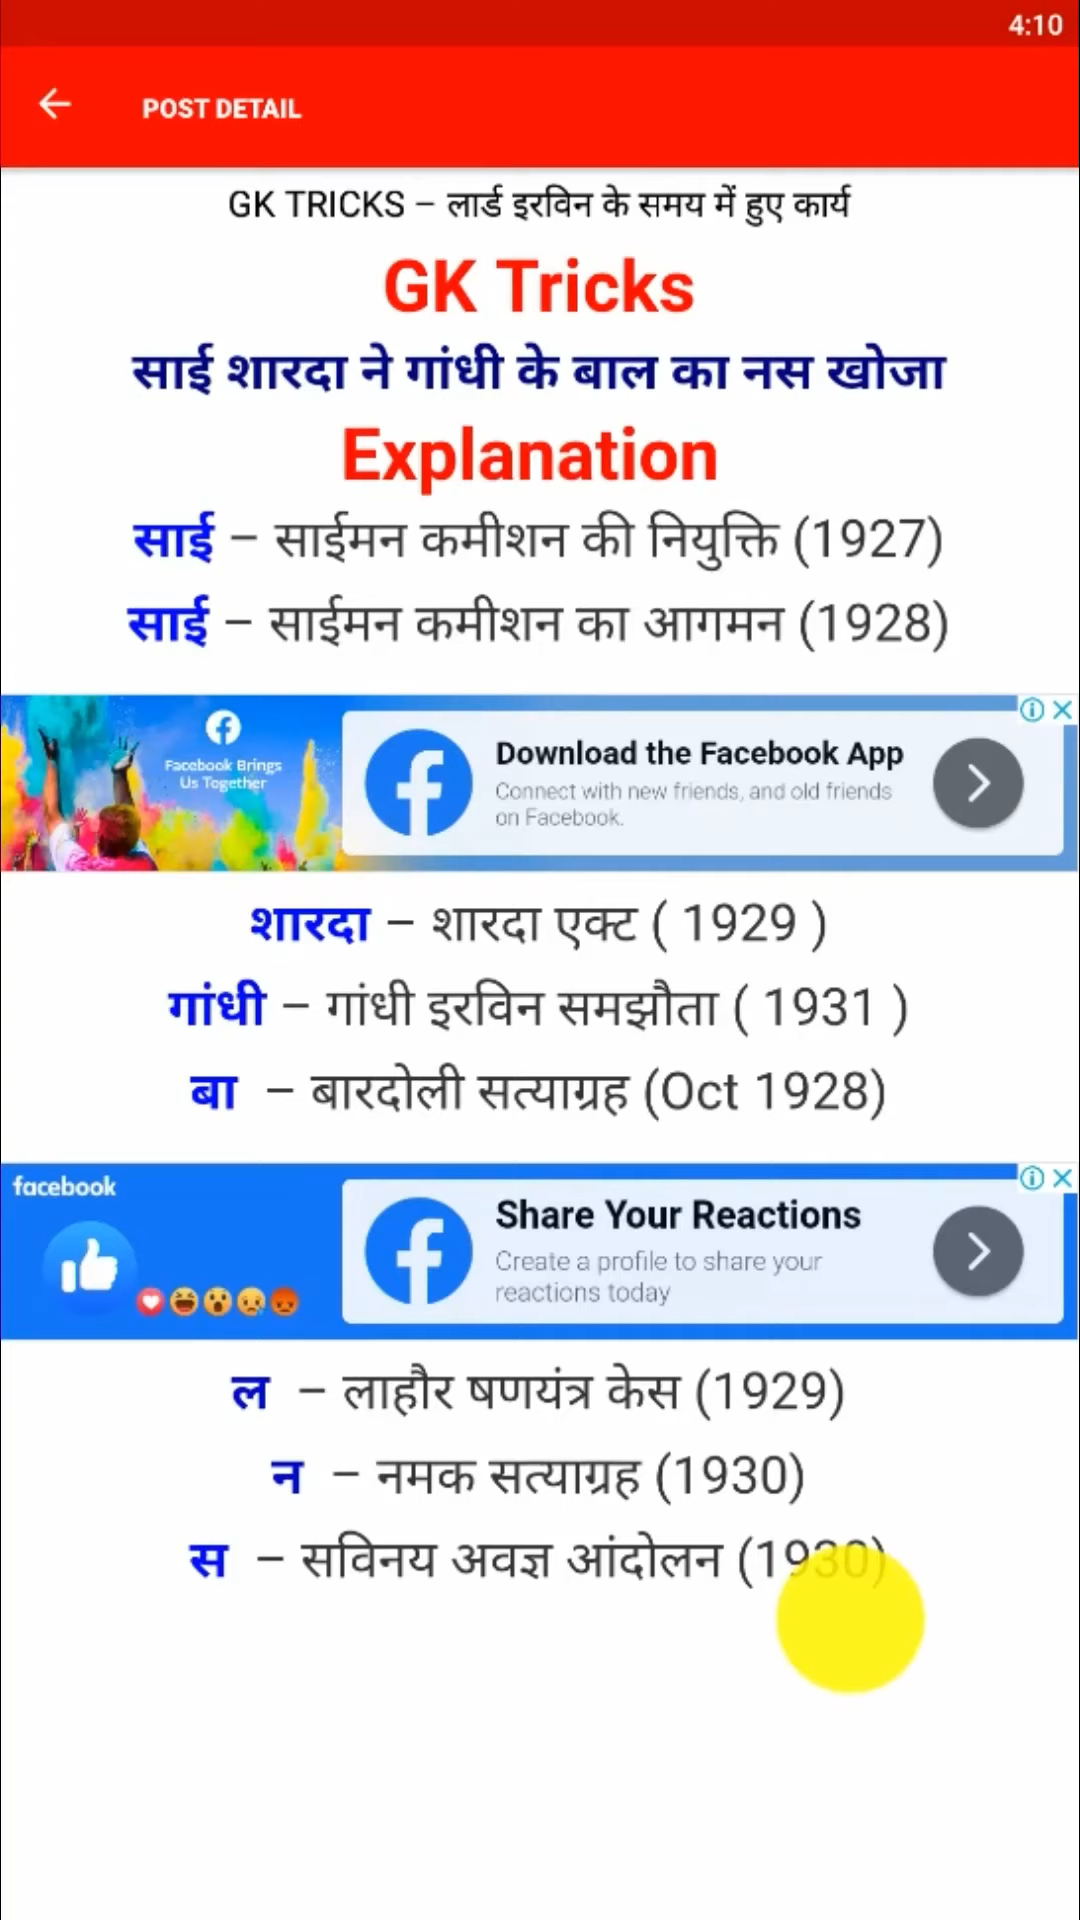 4:10
POST DETAIL
GK TRICKS – लार्ड इरविन के समय में हुए कार्य
GK Tricks
साई शारदा ने गांधी के बाल का नस खोजा
Explanation
साई – साईमन कमीशन की नियुक्ति (1927)
साई – साईमन कमीशन का आगमन (1928)
Facebook Brings
Us Together
Download the Facebook App
Connect with new friends, and old friends
on Facebook.
शारदा – शारदा एक्ट ( 1929 )
गांधी – गांधी इरविन समझौता ( 1931 )
बा – बारदोली सत्याग्रह (Oct 1928)
facebook
Share Your Reactions
Create a profile to share your
reactions today
ल – लाहौर षणयंत्र केस (1929)
न – नमक सत्याग्रह (1930)
स – सविनय अवज्ञ आंदोलन (1930)